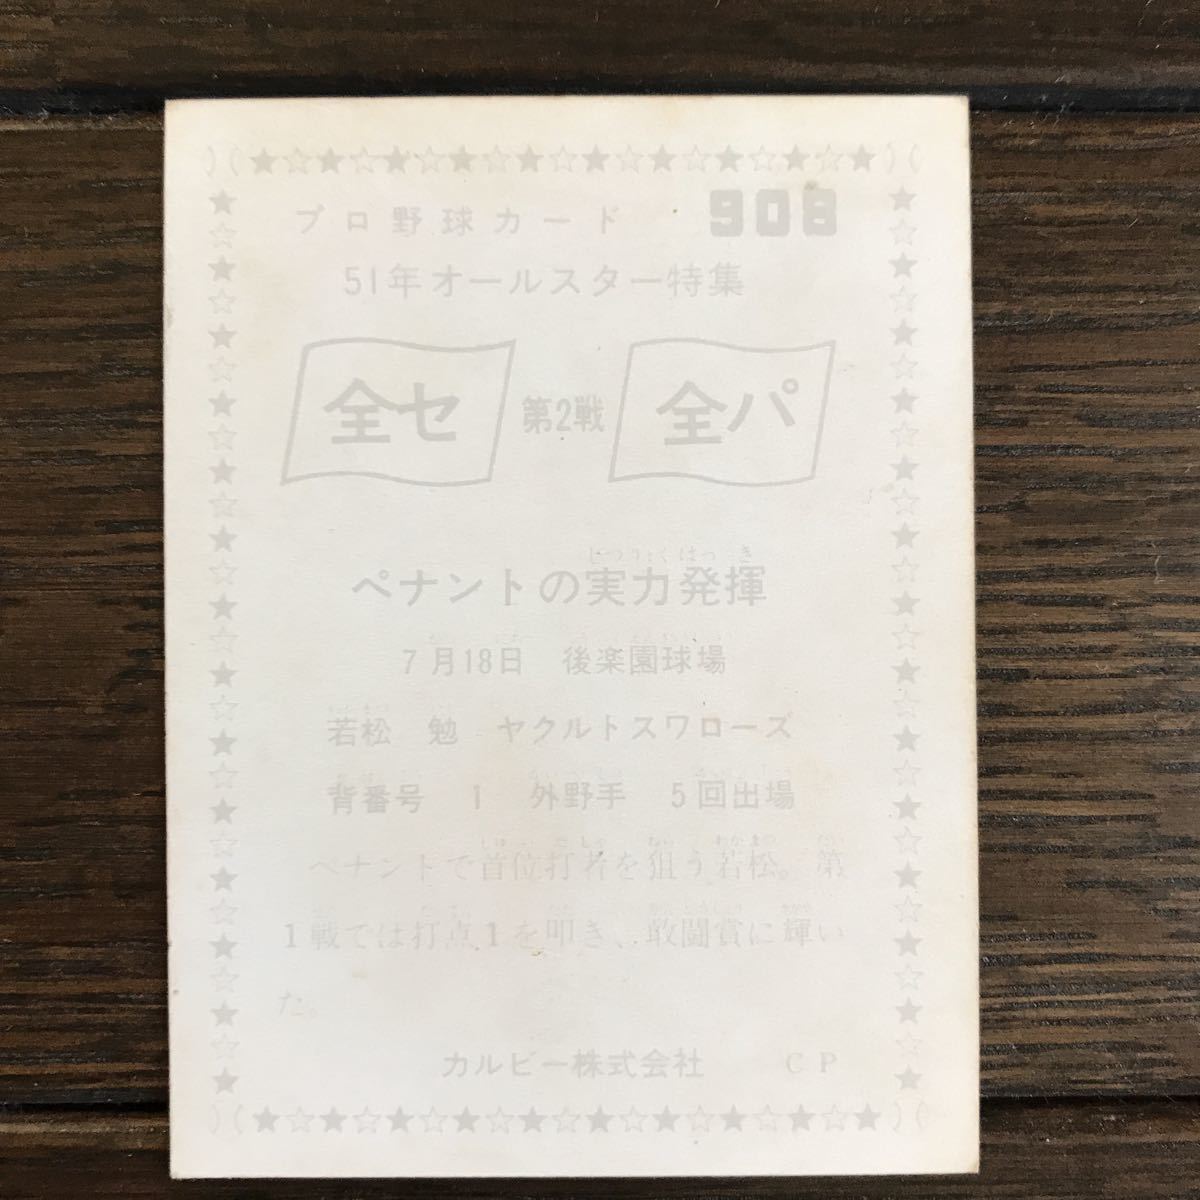 プロ野球カード 908
51年オールスター特集
全セ 第2戦 全パ
じつりょくはっき
ペナントの実力発揮
7月18日 後楽園球場
若松 勉 ヤクルトスワローズ
背番号 1 外野手 5回出場
ペナントで首位打者を狙う若松。第
1戦では打点1を叩き、敢闘賞に輝い
た。
カルビー株式会社 CP